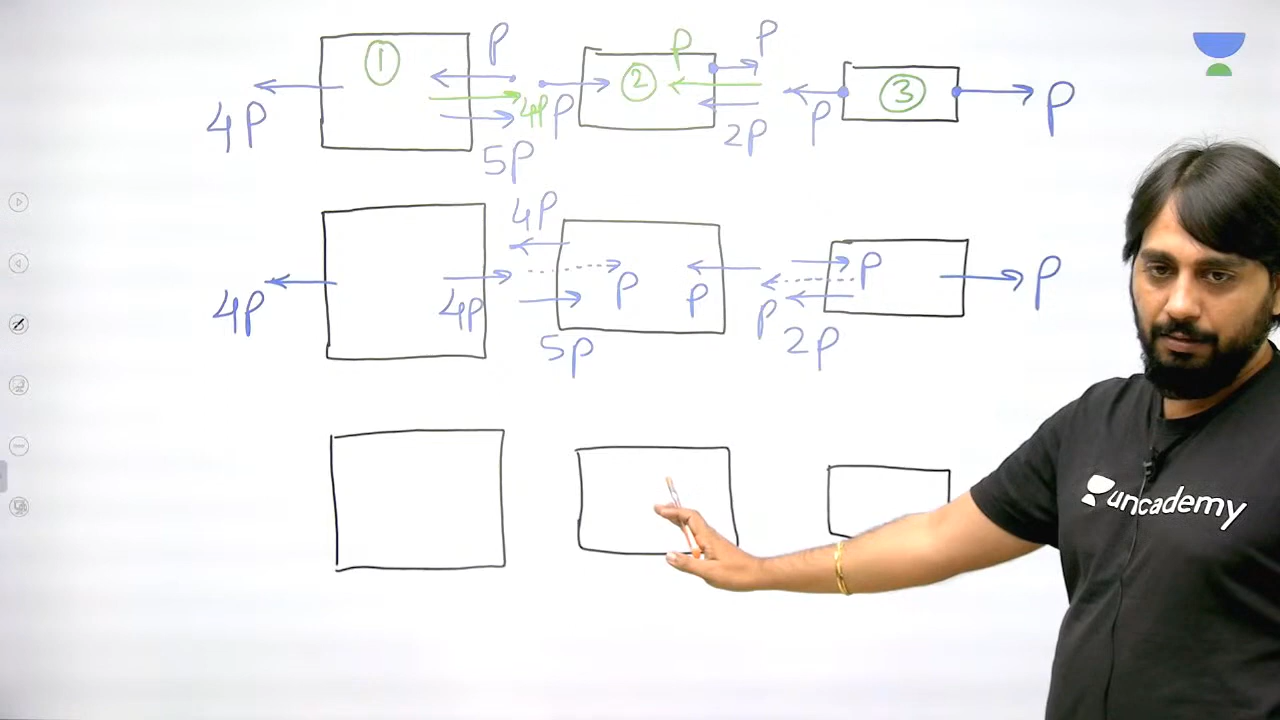 P P P
① ② ③
4P 4P P 2P P P
5P
4P
P P P
4P 4P P 2P P
5P
uncademy